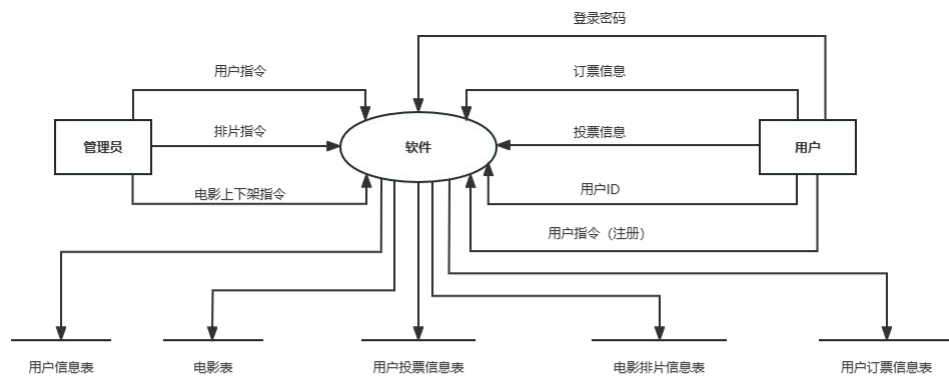 登录密码
用户指令
订票信息
排片指令
投票信息
管理员
软件
用户
电影上下架指令
用户ID
用户指令（注册）
用户信息表
电影表
用户投票信息表
电影排片信息表
用户订票信息表